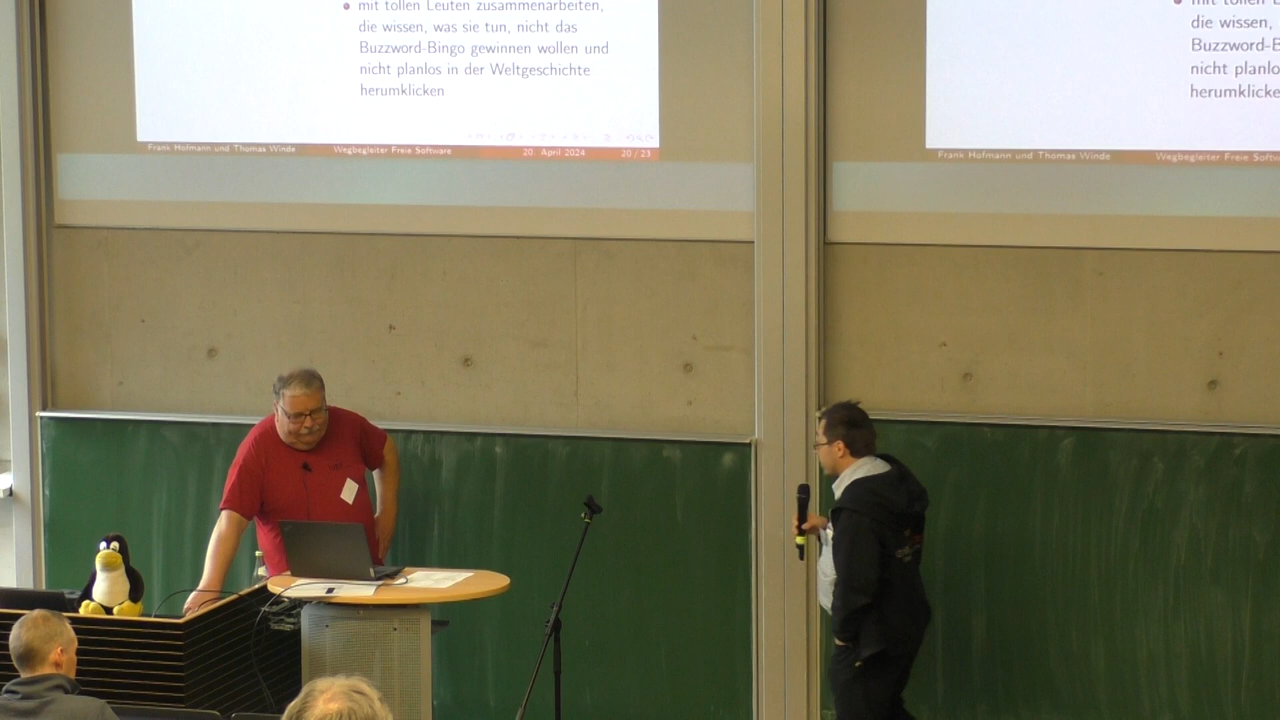 mit tollen Leuten zusammenarbeiten,
die wissen, was sie tun, nicht das
Buzzword-Bingo gewinnen wollen und
nicht planlos in der Weltgeschichte
herumklicken
Frank Hofmann und Thomas Winde Wegbegleiter Freie Software 20. April 2024 20 / 23
mit tollen
die wissen,
Buzzword-B
nicht planlo
herumklicke
Frank Hofmann und Thomas Winde Wegbegleiter Freie Softw